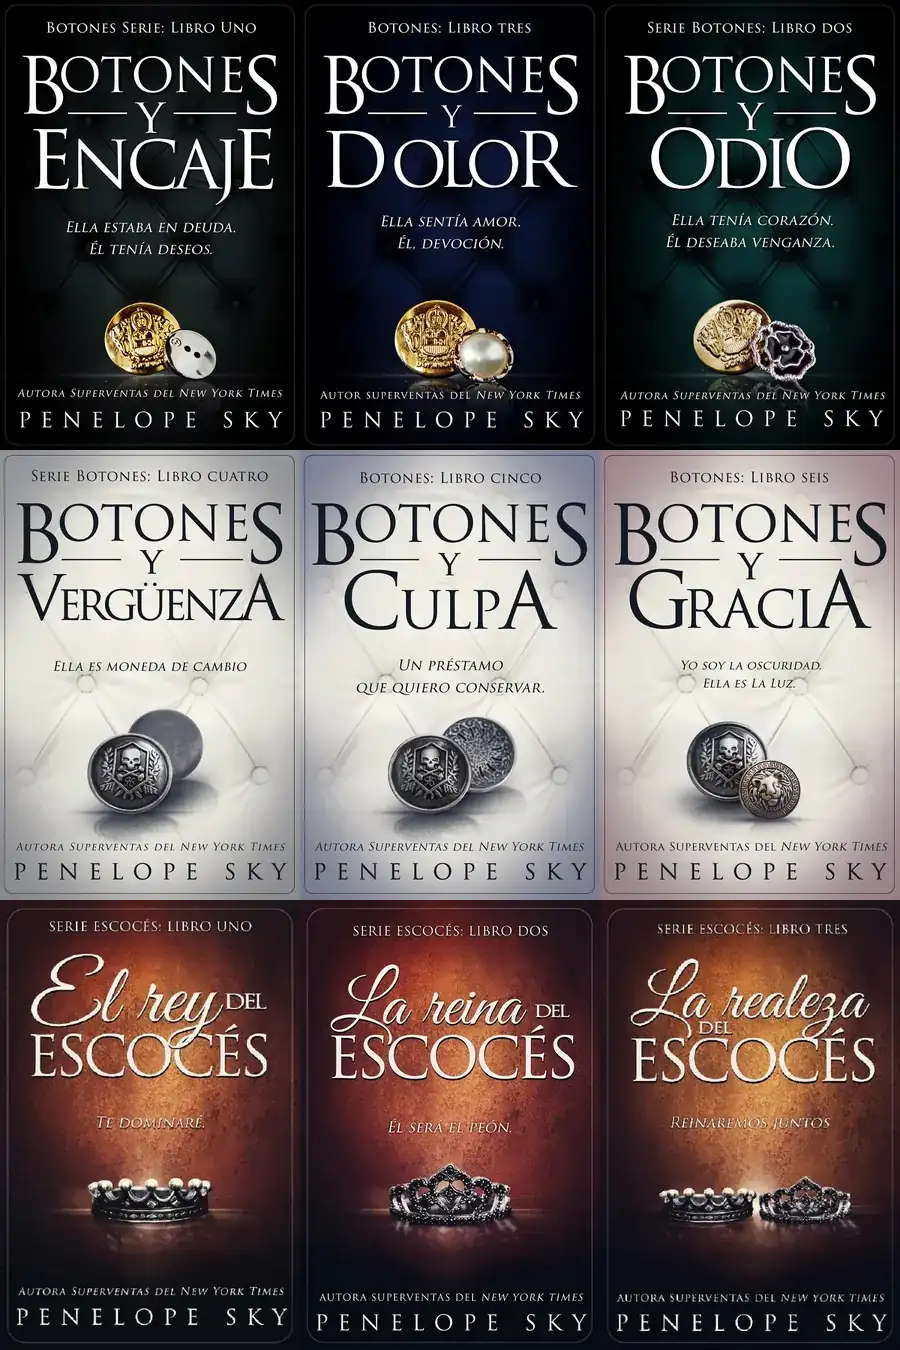 BOTONES SERIE: LIBRO UNO
BOTONES
Y
ENCAJE
ELLA ESTABA EN DEUDA.
ÉL TENÍA DESEOS.
AUTORA SUPERVENTAS DEL NEW YORK TIMES
PENELOPE SKY
BOTONES: LIBRO TRES
BOTONES
Y
DOLOR
ELLA SENTÍA AMOR.
ÉL, DEVOCIÓN.
AUTOR SUPERVENTAS DEL NEW YORK TIMES
PENELOPE SKY
SERIE BOTONES: LIBRO DOS
BOTONES
Y
ODIO
ELLA TENÍA CORAZÓN.
ÉL DESEABA VENGANZA.
AUTORA SUPERVENTAS DEL NEW YORK TIMES
PENELOPE SKY
SERIE BOTONES: LIBRO CUATRO
BOTONES
Y
VERGÜENZA
ELLA ES MONEDA DE CAMBIO
AUTORA SUPERVENTAS DEL NEW YORK TIMES
PENELOPE SKY
BOTONES: LIBRO CINCO
BOTONES
Y
CULPA
UN PRÉSTAMO
QUE QUIERO CONSERVAR.
AUTORA SUPERVENTAS DEL NEW YORK TIMES
PENELOPE SKY
BOTONES: LIBRO SEIS
BOTONES
Y
GRACIA
YO SOY LA OSCURIDAD.
ELLA ES LA LUZ.
AUTORA SUPERVENTAS DEL NEW YORK TIMES
PENELOPE SKY
SERIE ESCOCÉS: LIBRO UNO
El rey DEL
ESCOCÉS
TE DOMINARÉ.
AUTORA SUPERVENTAS DEL NEW YORK TIMES
PENELOPE SKY
SERIE ESCOCÉS: LIBRO DOS
La reina DEL
ESCOCÉS
ÉL SERÁ EL PEÓN.
AUTORA SUPERVENTAS DEL NEW YORK TIMES
PENELOPE SKY
SERIE ESCOCÉS: LIBRO TRES
La realeza
DEL
ESCOCÉS
REINAREMOS JUNTOS
AUTORA SUPERVENTAS DEL NEW YORK TIMES
PENELOPE SKY